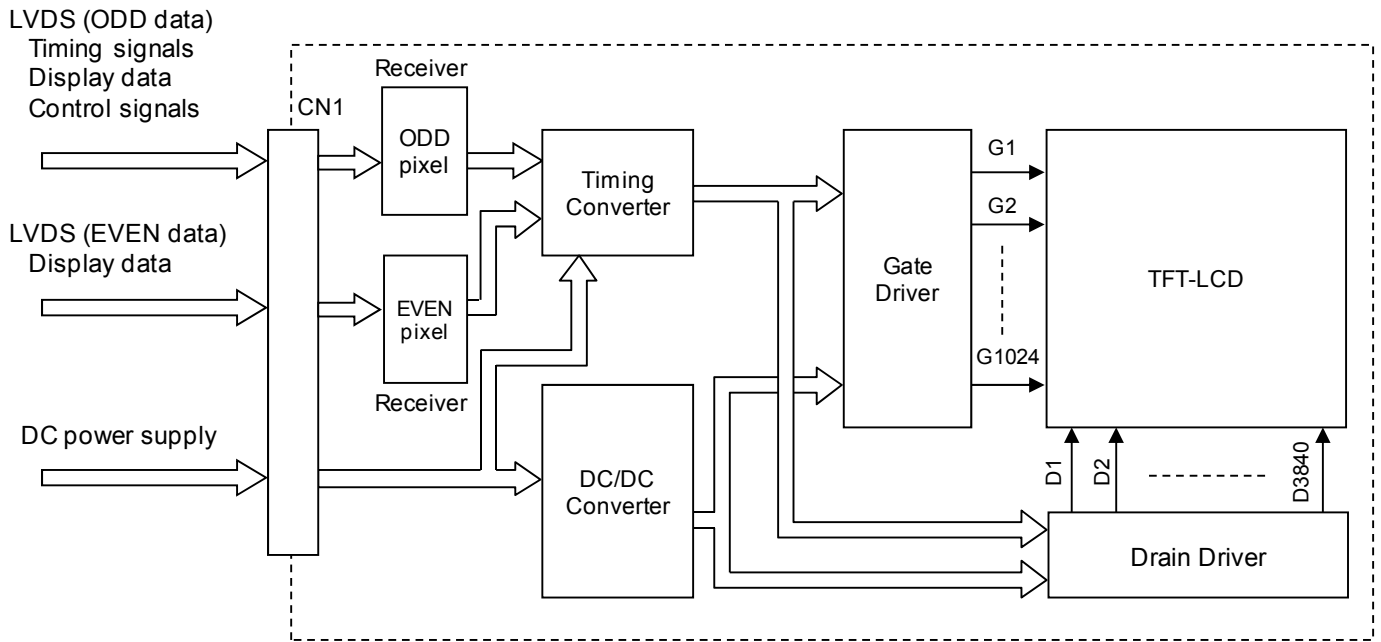 LVDS (ODD data)
Timing signals
Display data
Control signals
CN1
Receiver
ODD
pixel
Timing
Converter
G1
G2
Gate
Driver
TFT-LCD
LVDS (EVEN data)
Display data
EVEN
pixel
Receiver
G1024
DC power supply
DC/DC
Converter
D1
D2
D3840
Drain Driver